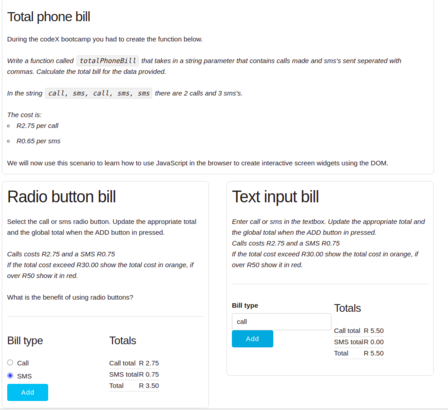 Total phone bill
During the codeX bootcamp you had to create the function below.
Write a function called totalPhoneBill that takes in a string parameter that contains calls made and sms's sent seperated with
commas. Calculate the total bill for the data provided.
In the string call, sms, call, sms, sms there are 2 calls and 3 sms's.
The cost is:
R2.75 per call
R0.65 per sms
We will now use this scenario to learn how to use JavaScript in the browser to create interactive screen widgets using the DOM.
Radio button bill
Select the call or sms radio button. Update the appropriate total
and the global total when the ADD button in pressed.
Calls costs R2.75 and a SMS R0.75
If the total cost exceed R30.00 show the total cost in orange, if
over R50 show it in red.
What is the benefit of using radio buttons?
Bill type
Call
SMS
Add
Totals
Call total R 2.75
SMS total R 0.75
Total R 3.50
Text input bill
Enter call or sms in the textbox. Update the appropriate total and
the global total when the ADD button in pressed.
Calls costs R2.75 and a SMS R0.75
If the total cost exceed R30.00 show the total cost in orange, if
over R50 show it in red.
Bill type
call
Add
Totals
Call total R 5.50
SMS total R 0.00
Total R 5.50